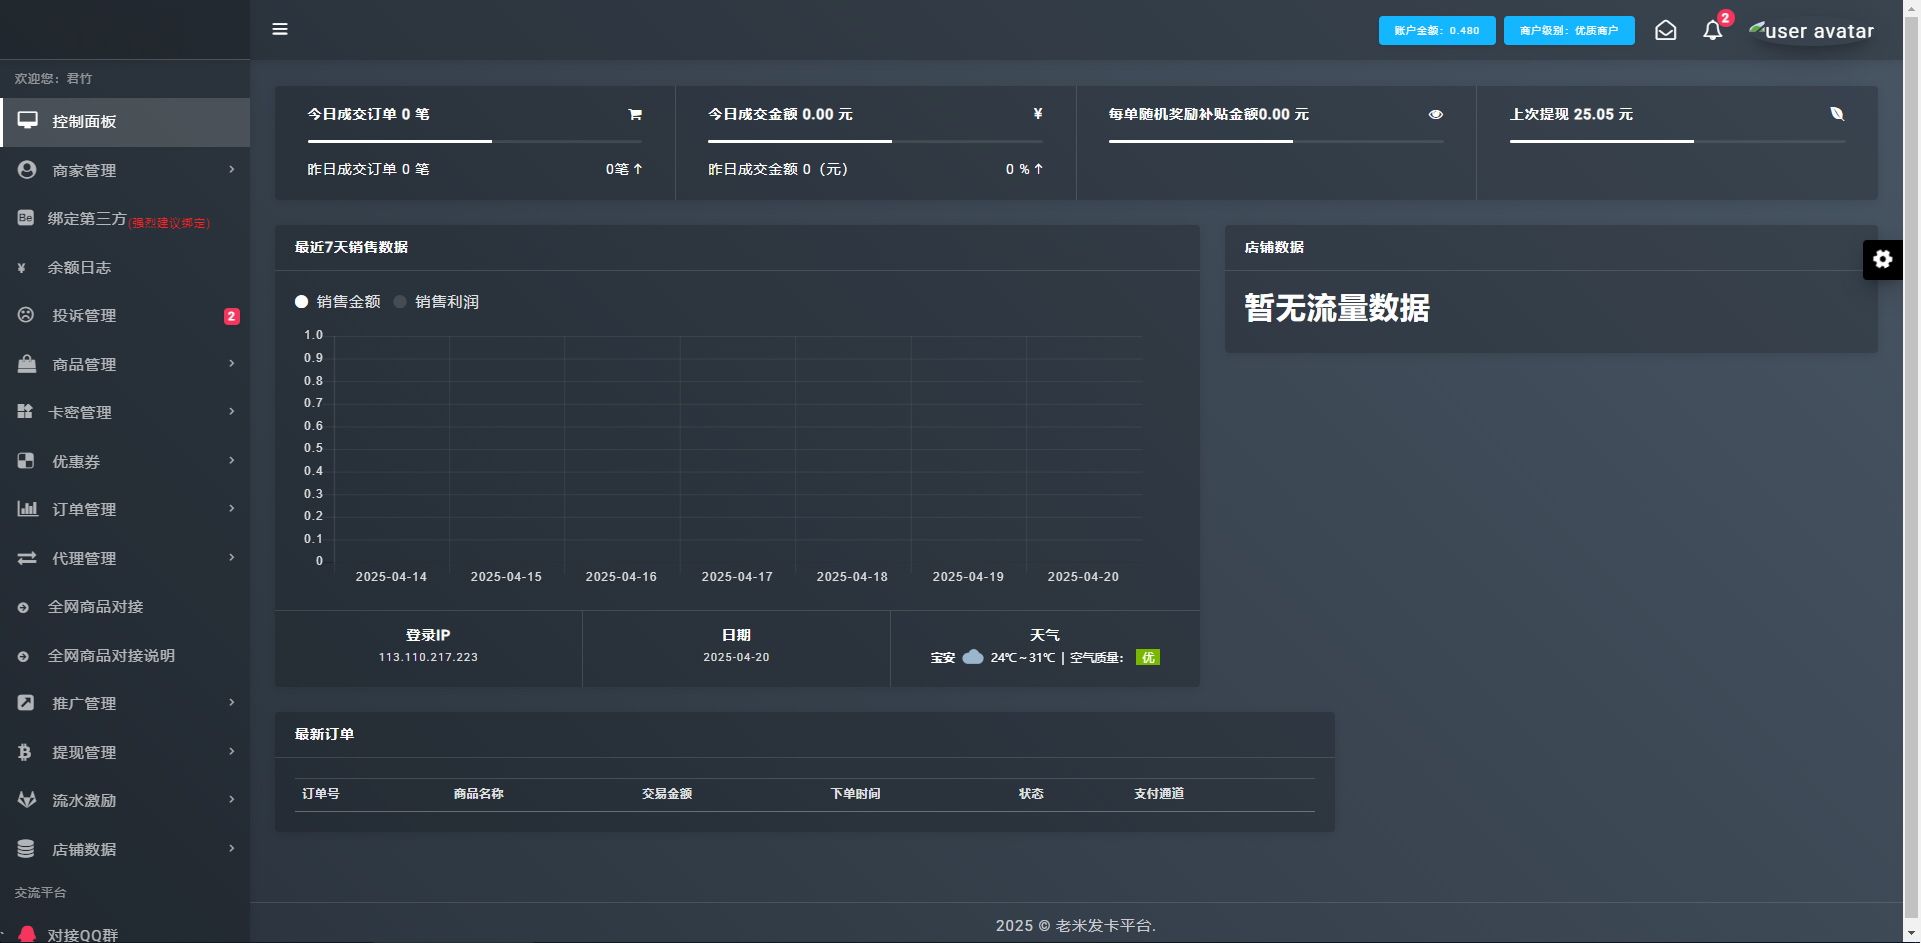 账户金额：0.480
商户级别：优质商户
2
user avatar
欢迎您：君竹
控制面板
商家管理
Be 绑定第三方(强烈建议绑定)
¥ 余额日志
投诉管理 2
商品管理
卡密管理
优惠券
订单管理
代理管理
全网商品对接
全网商品对接说明
推广管理
提现管理
流水激励
店铺数据
交流平台
对接QQ群
今日成交订单 0 笔
昨日成交订单 0 笔 0笔
今日成交金额 0.00 元 ¥
昨日成交金额 0（元） 0 %
每单随机奖励补贴金额0.00 元
上次提现 25.05 元
最近7天销售数据
销售金额 销售利润
1.0
0.9
0.8
0.7
0.6
0.5
0.4
0.3
0.2
0.1
0
2025-04-14 2025-04-15 2025-04-16 2025-04-17 2025-04-18 2025-04-19 2025-04-20
登录IP
113.110.217.223
日期
2025-04-20
天气
宝安 24℃～31℃ | 空气质量： 优
店铺数据
暂无流量数据
最新订单
订单号 商品名称 交易金额 下单时间 状态 支付通道
2025 © 老米发卡平台.